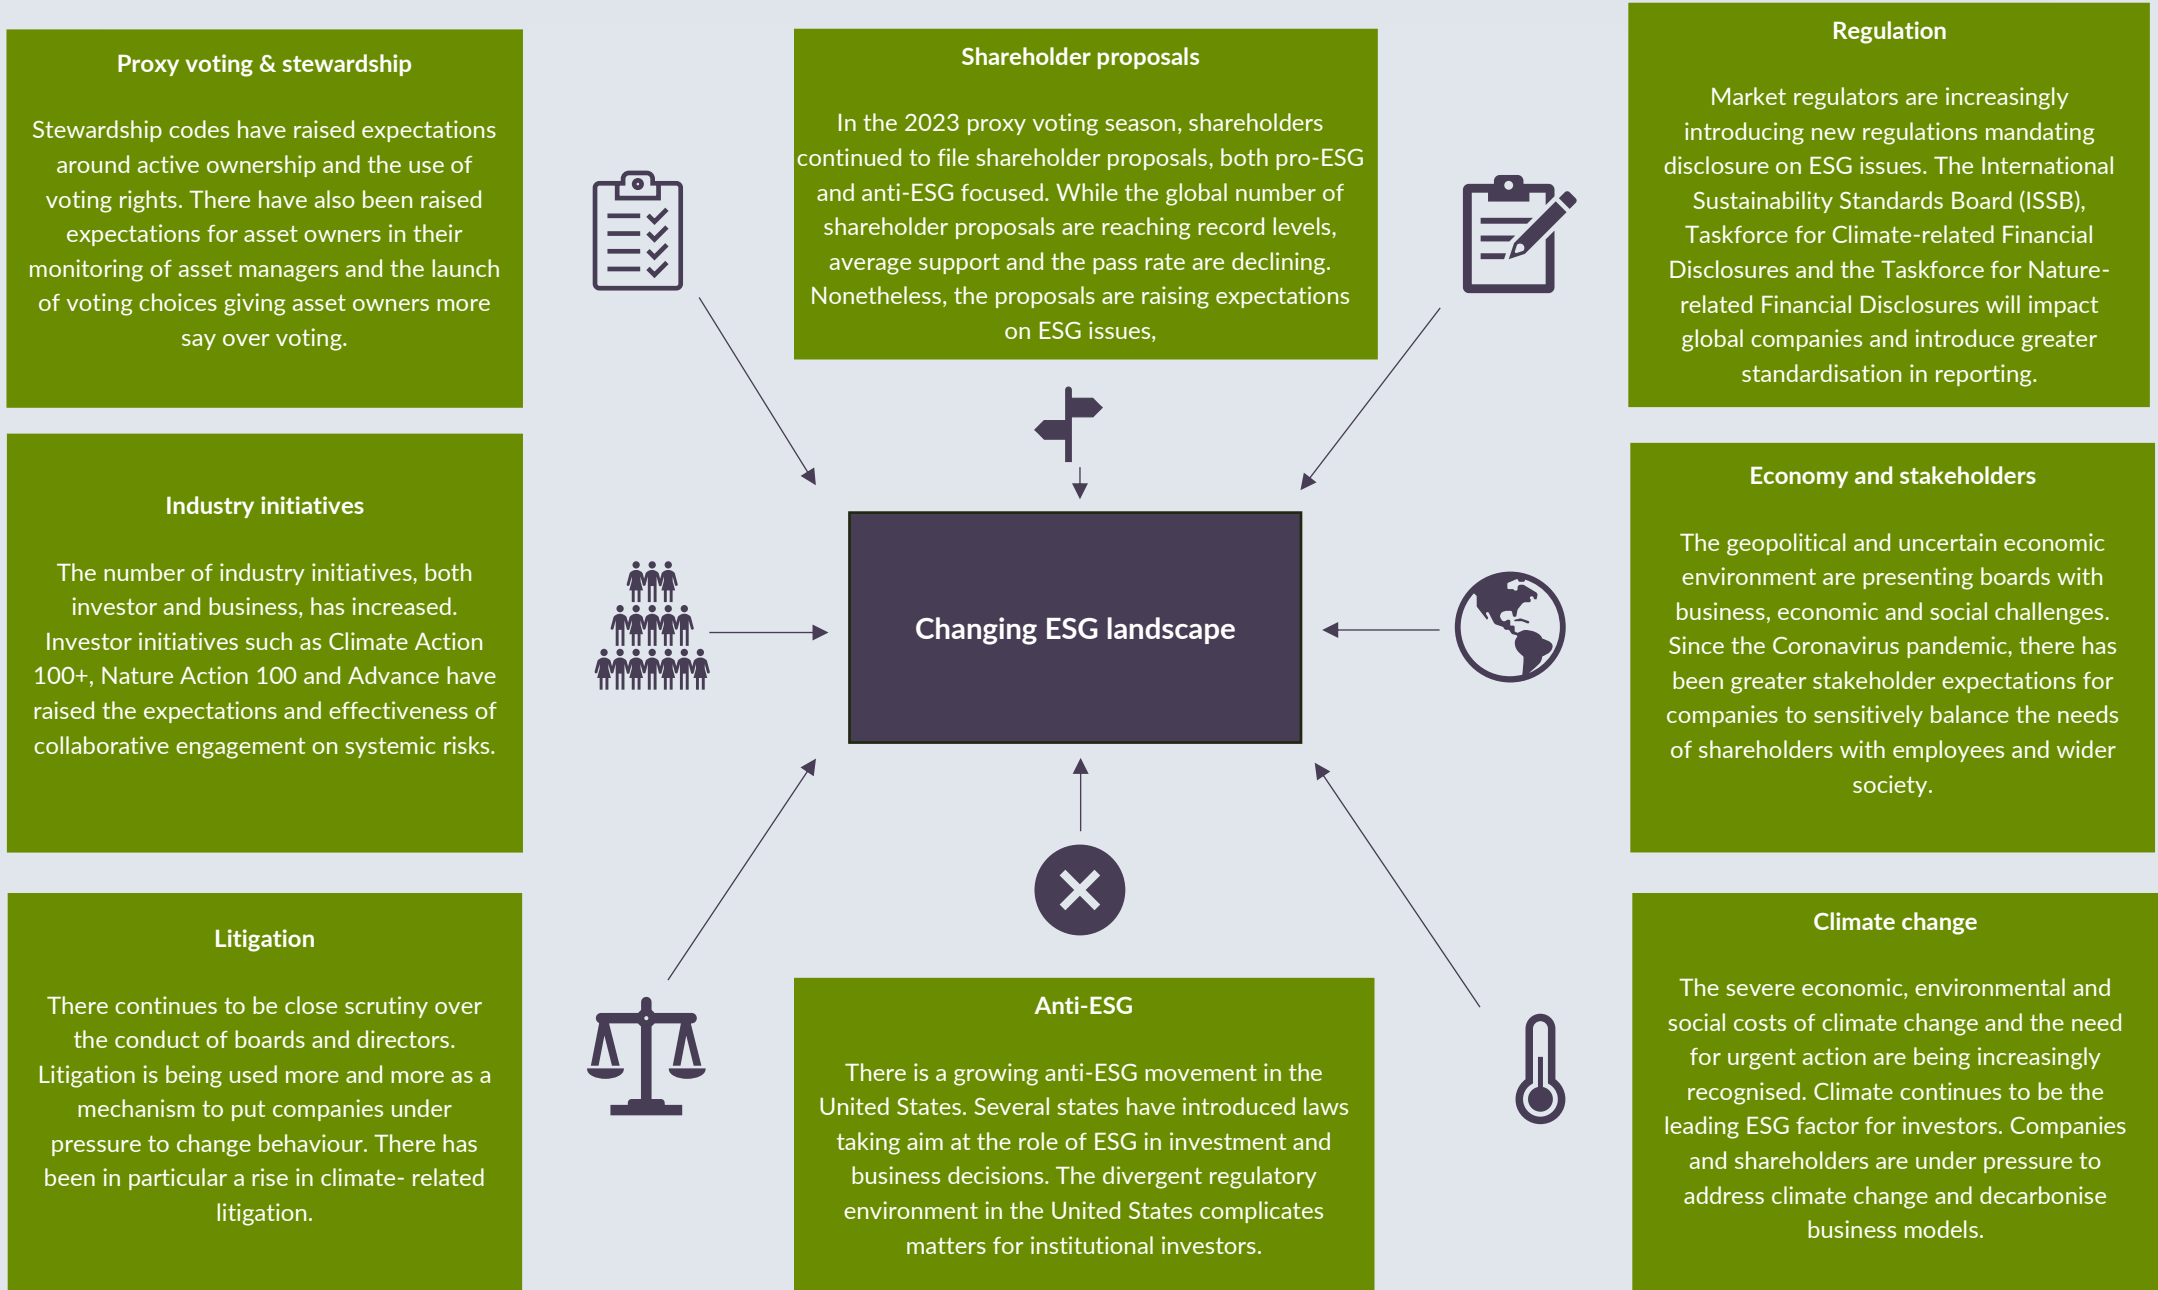 Proxy voting & stewardship
Stewardship codes have raised expectations
around active ownership and the use of
voting rights. There have also been raised
expectations for asset owners in their
monitoring of asset managers and the launch
of voting choices giving asset owners more
say over voting.
Shareholder proposals
In the 2023 proxy voting season, shareholders
continued to file shareholder proposals, both pro-ESG
and anti-ESG focused. While the global number of
shareholder proposals are reaching record levels,
average support and the pass rate are declining.
Nonetheless, the proposals are raising expectations
on ESG issues,
Regulation
Market regulators are increasingly
introducing new regulations mandating
disclosure on ESG issues. The International
Sustainability Standards Board (ISSB),
Taskforce for Climate-related Financial
Disclosures and the Taskforce for Nature-
related Financial Disclosures will impact
global companies and introduce greater
standardisation in reporting.
Industry initiatives
The number of industry initiatives, both
investor and business, has increased.
Investor initiatives such as Climate Action
100+, Nature Action 100 and Advance have
raised the expectations and effectiveness of
collaborative engagement on systemic risks.
Changing ESG landscape
Economy and stakeholders
The geopolitical and uncertain economic
environment are presenting boards with
business, economic and social challenges.
Since the Coronavirus pandemic, there has
been greater stakeholder expectations for
companies to sensitively balance the needs
of shareholders with employees and wider
society.
Litigation
There continues to be close scrutiny over
the conduct of boards and directors.
Litigation is being used more and more as a
mechanism to put companies under
pressure to change behaviour. There has
been in particular a rise in climate- related
litigation.
Anti-ESG
There is a growing anti-ESG movement in the
United States. Several states have introduced laws
taking aim at the role of ESG in investment and
business decisions. The divergent regulatory
environment in the United States complicates
matters for institutional investors.
Climate change
The severe economic, environmental and
social costs of climate change and the need
for urgent action are being increasingly
recognised. Climate continues to be the
leading ESG factor for investors. Companies
and shareholders are under pressure to
address climate change and decarbonise
business models.